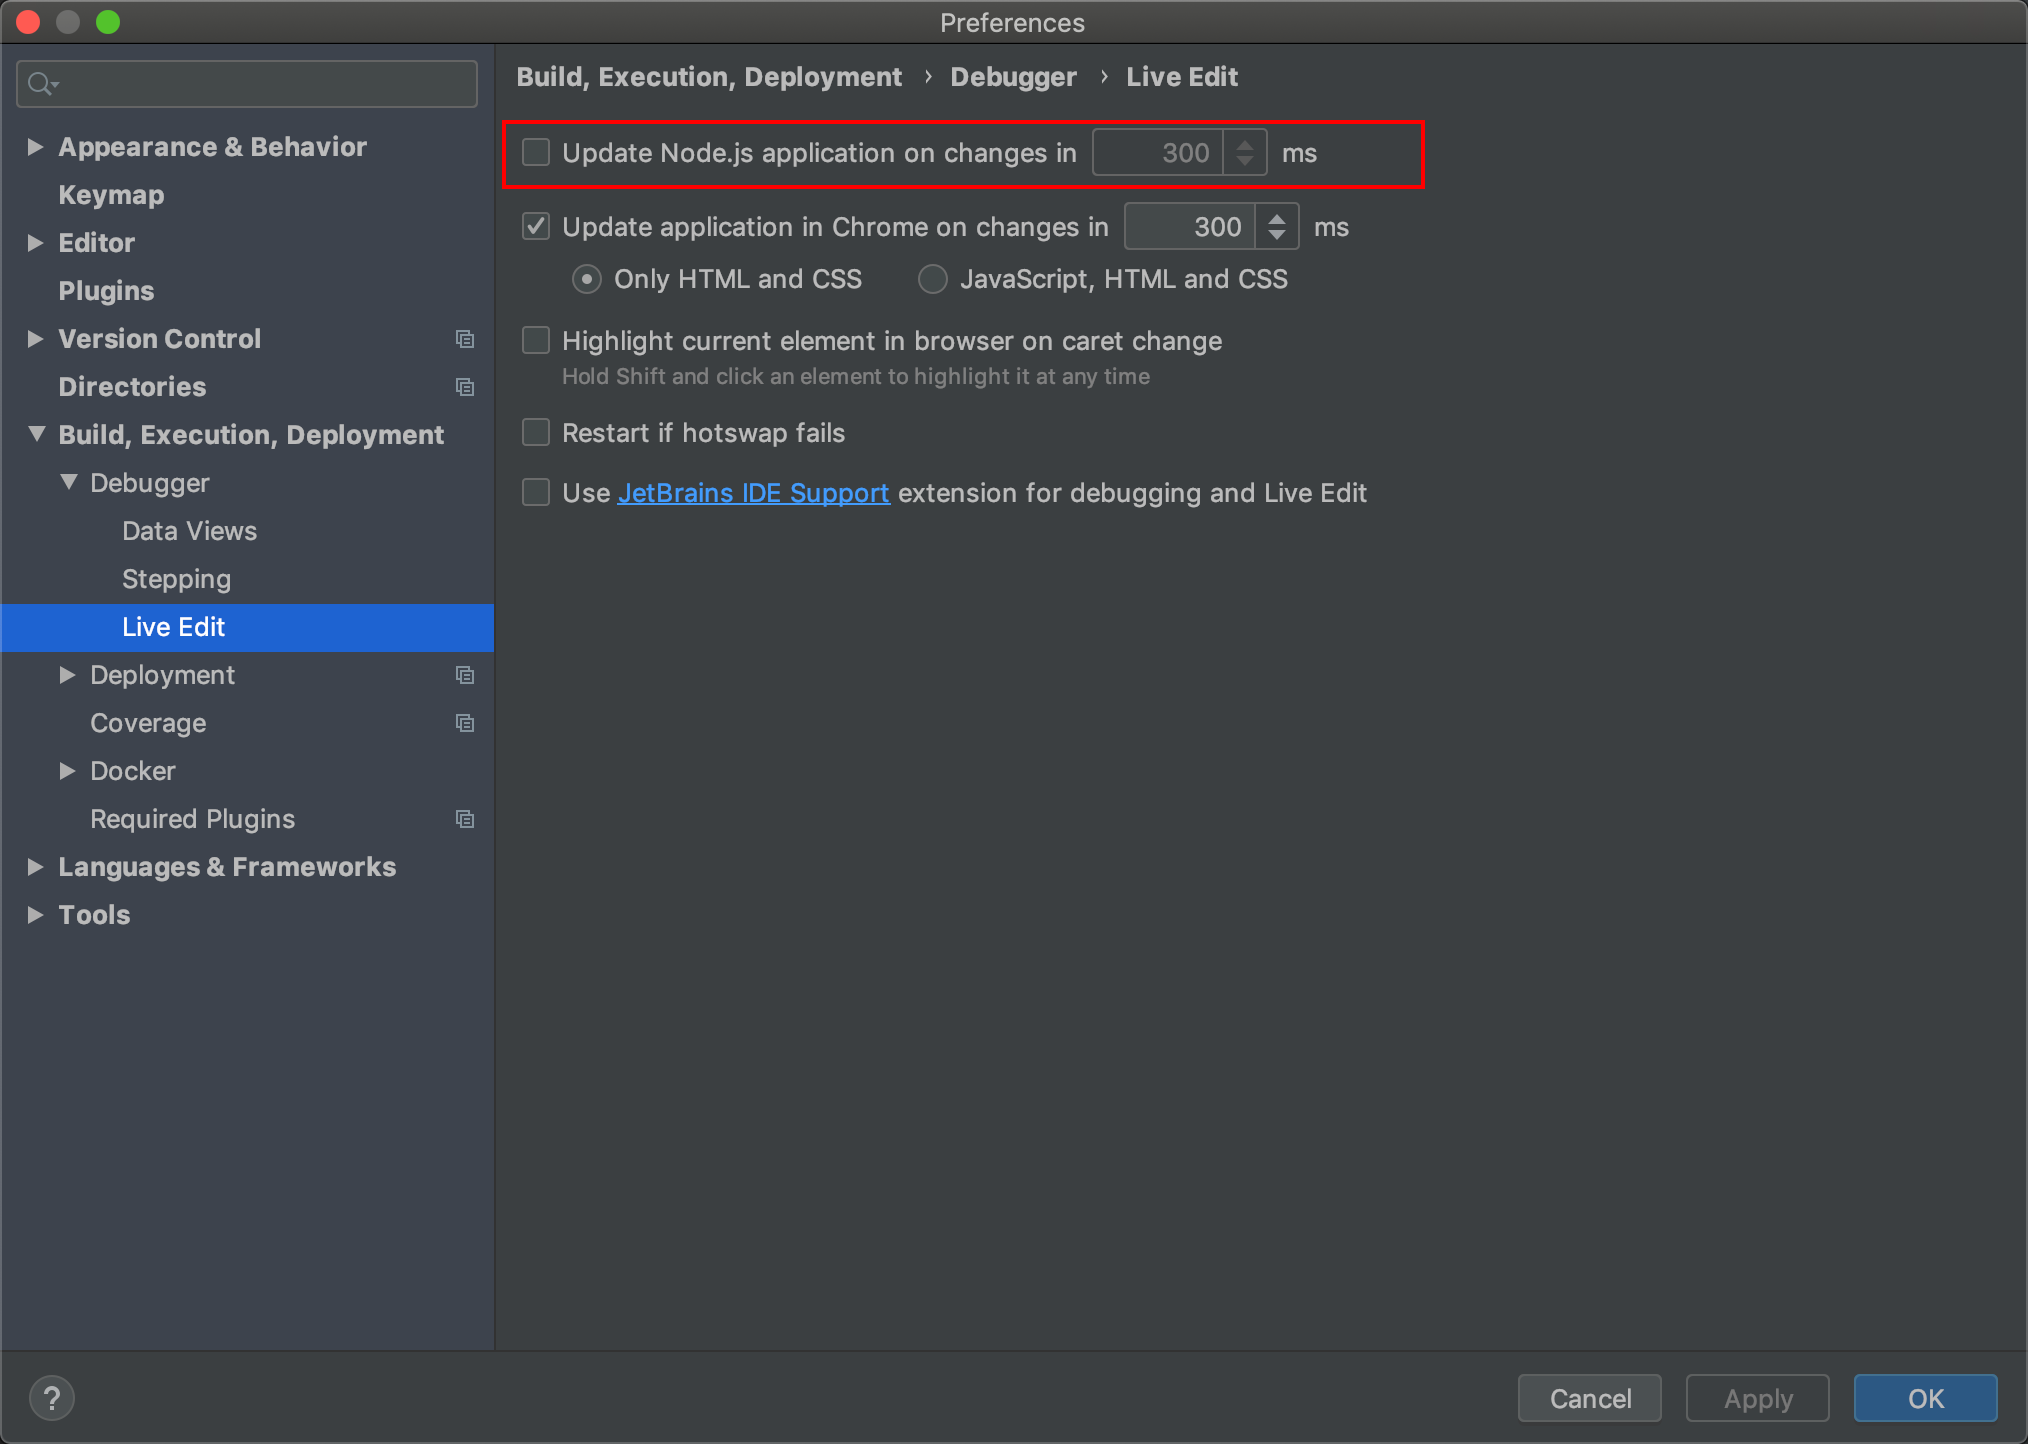 Preferences
Build, Execution, Deployment › Debugger › Live Edit
Appearance & Behavior
Keymap
Editor
Plugins
Version Control
Directories
Build, Execution, Deployment
Debugger
Data Views
Stepping
Live Edit
Deployment
Coverage
Docker
Required Plugins
Languages & Frameworks
Tools
Update Node.js application on changes in 300 ms
Update application in Chrome on changes in 300 ms
Only HTML and CSS JavaScript, HTML and CSS
Highlight current element in browser on caret change
Hold Shift and click an element to highlight it at any time
Restart if hotswap fails
Use JetBrains IDE Support extension for debugging and Live Edit
? Cancel Apply OK